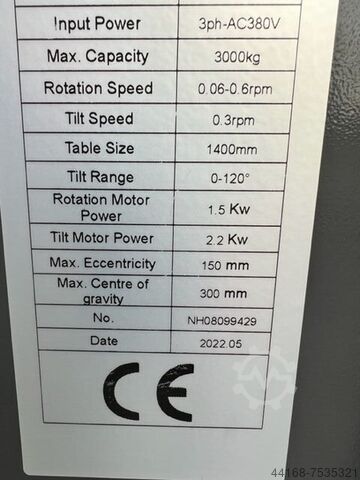 Input Power 3ph-AC380V
Max. Capacity 3000kg
Rotation Speed 0.06-0.6rpm
Tilt Speed 0.3rpm
Table Size 1400mm
Tilt Range 0-120°
Rotation Motor Power 1.5 Kw
Tilt Motor Power 2.2 Kw
Max. Eccentricity 150 mm
Max. Centre of gravity 300 mm
No. NH08099429
Date 2022.05
CE
44168-7535321